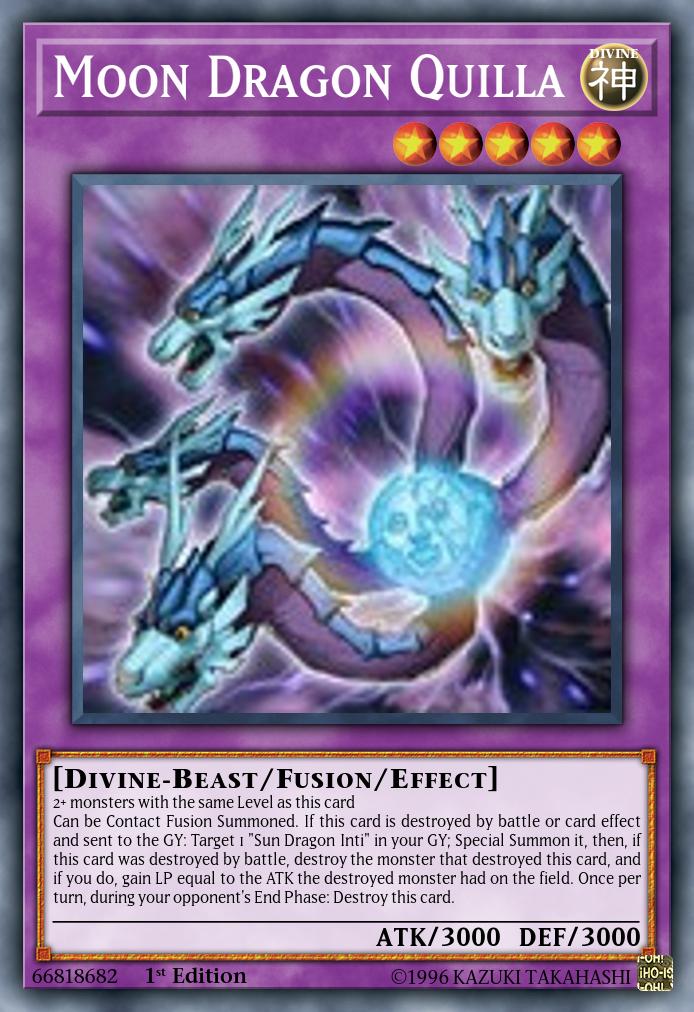 Moon Dragon Quilla
DIVINE
神
[Divine-Beast/Fusion/Effect]
2+ monsters with the same Level as this card
Can be Contact Fusion Summoned. If this card is destroyed by battle or card effect
and sent to the GY: Target 1 "Sun Dragon Inti" in your GY; Special Summon it, then, if
this card was destroyed by battle, destroy the monster that destroyed this card, and
if you do, gain LP equal to the ATK the destroyed monster had on the field. Once per
turn, during your opponent's End Phase: Destroy this card.
ATK/3000 DEF/3000
66818682 1st Edition ©1996 KAZUKI TAKAHASHI